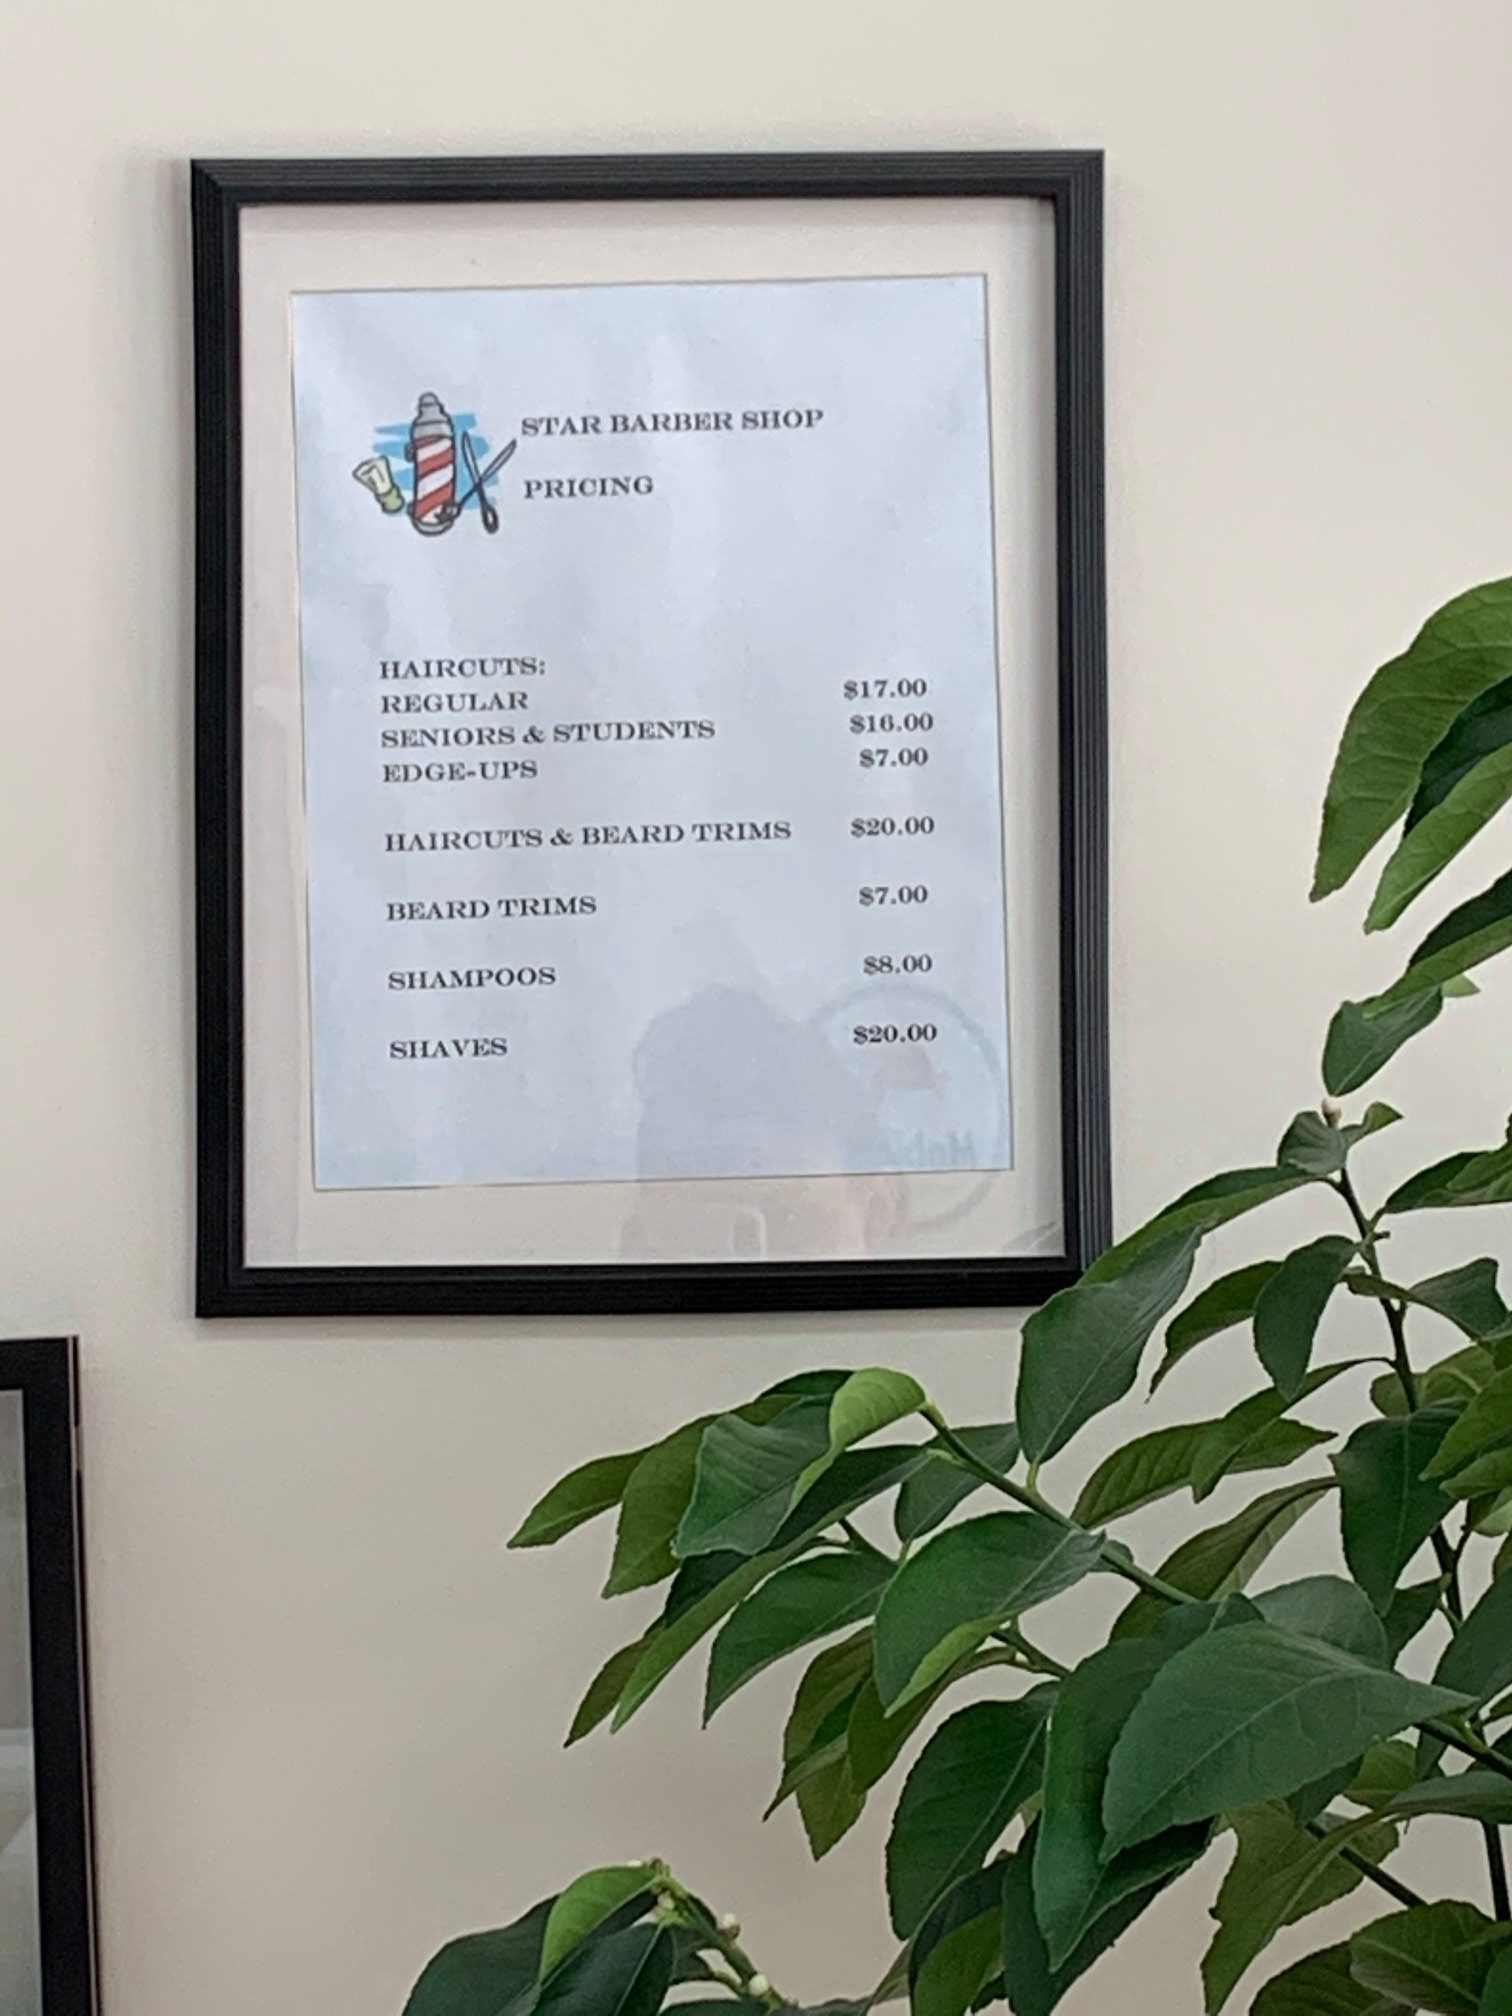 STAR BARBER SHOP
PRICING
HAIRCUTS:
REGULAR $17.00
SENIORS & STUDENTS $16.00
EDGE-UPS $7.00
HAIRCUTS & BEARD TRIMS $20.00
BEARD TRIMS $7.00
SHAMPOOS $8.00
SHAVES $20.00